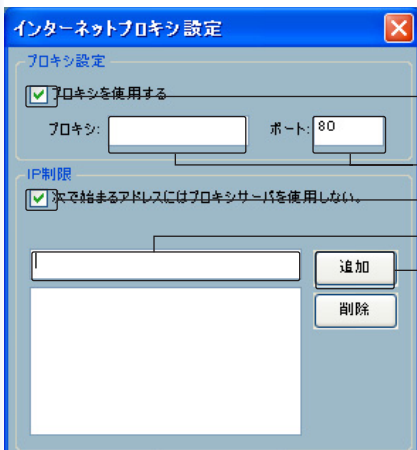 インターネットプロキシ設定
プロキシ設定
プロキシを使用する
プロキシ: ポート: 80
IP制限
次で始まるアドレスにはプロキシサーバを使用しない。
追加
削除